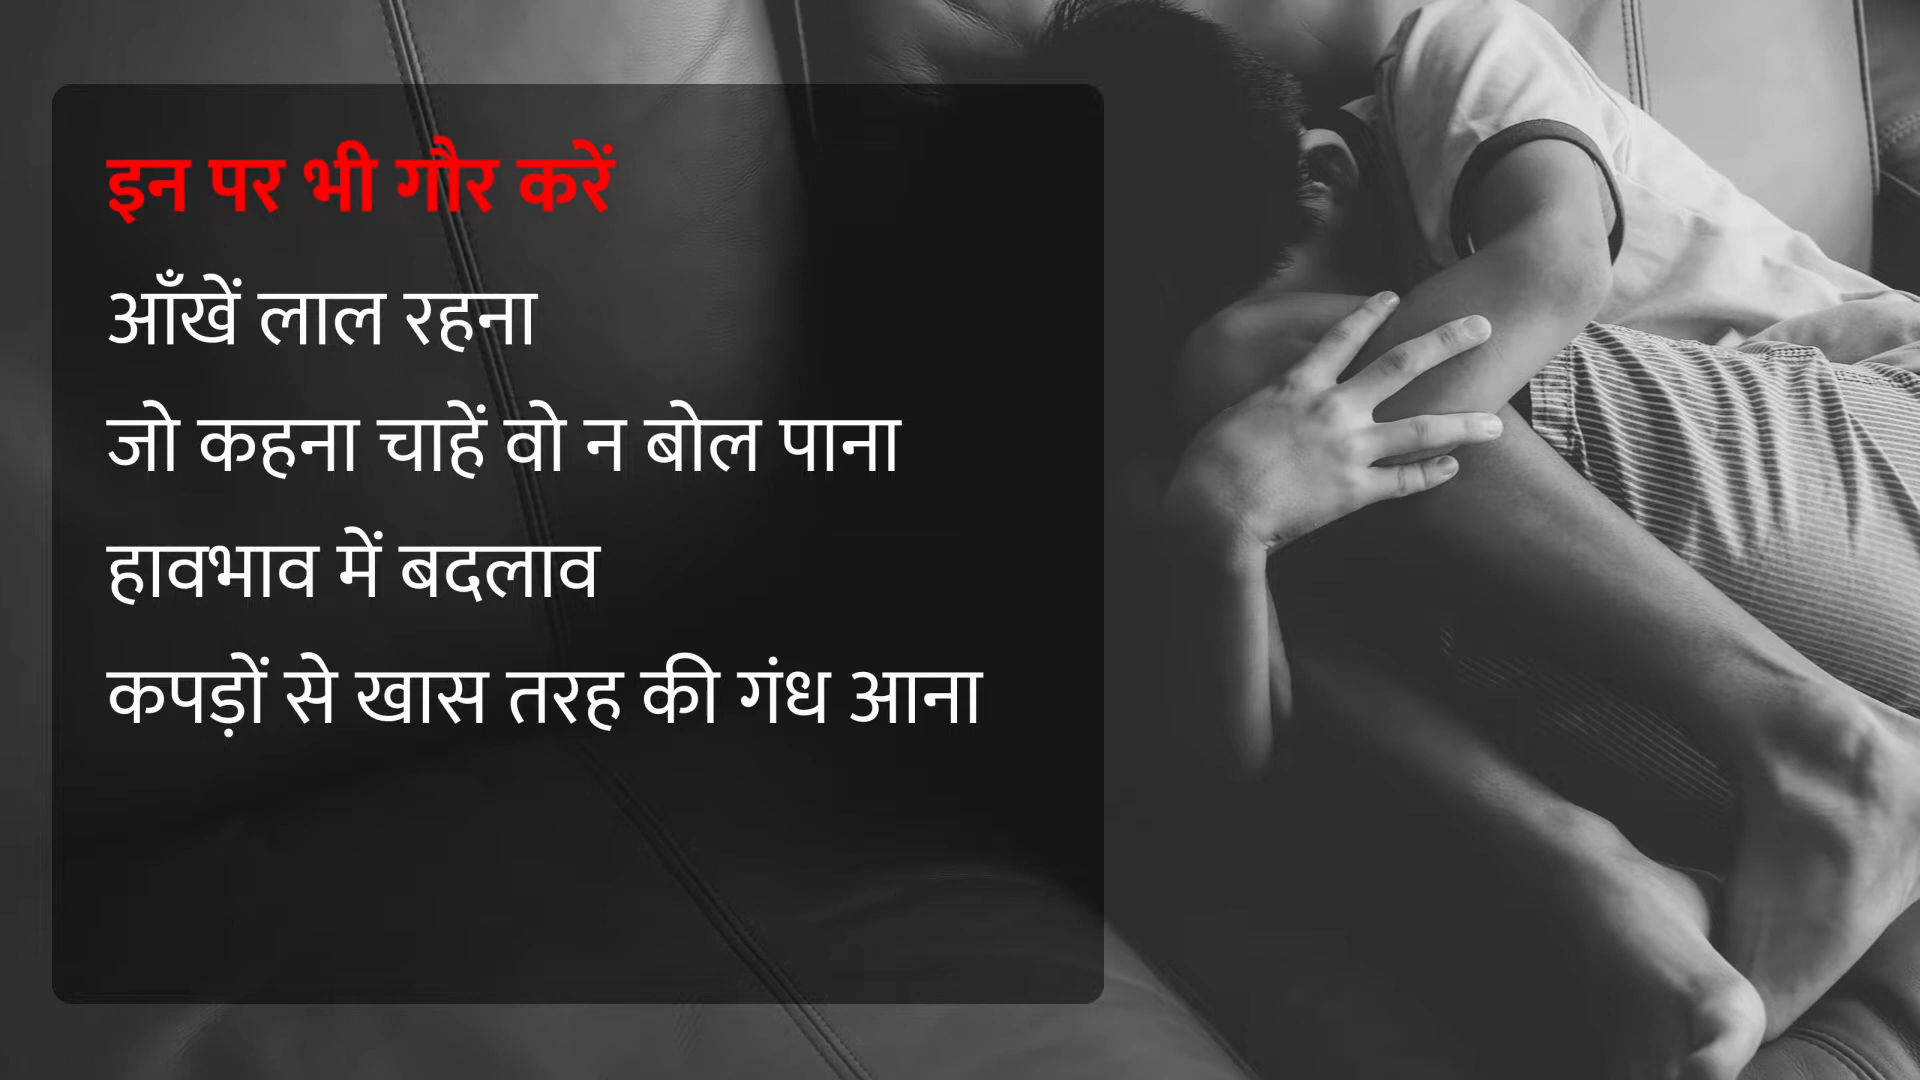 इन पर भी गौर करें
आँखें लाल रहना
जो कहना चाहें वो न बोल पाना
हावभाव में बदलाव
कपड़ों से खास तरह की गंध आना